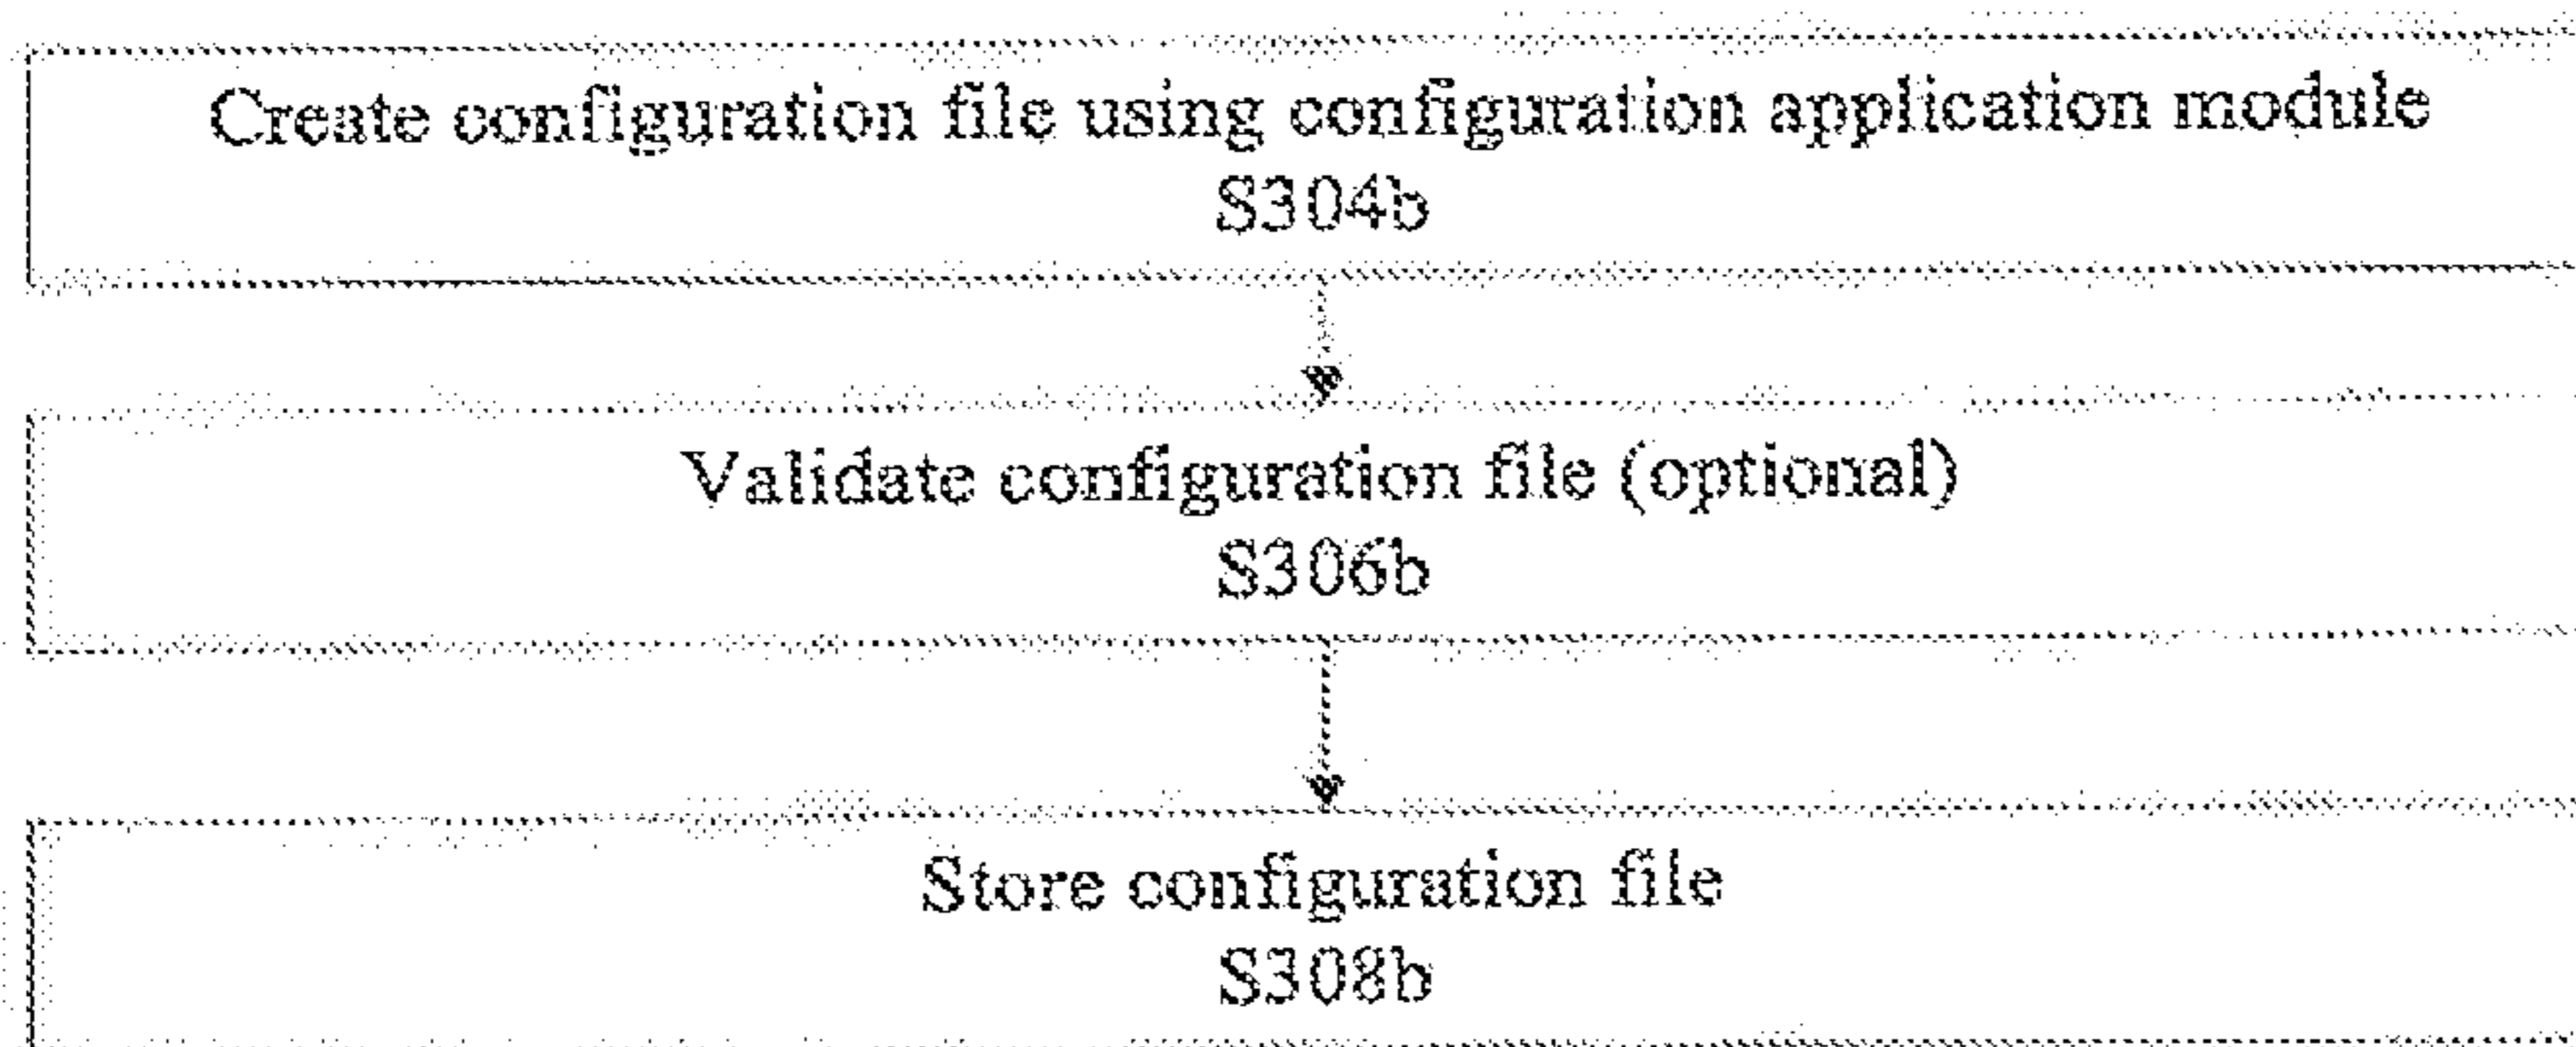 Create configuration file using configuration application module
S304b
Validate configuration file (optional)
S306b
Store configuration file
S308b